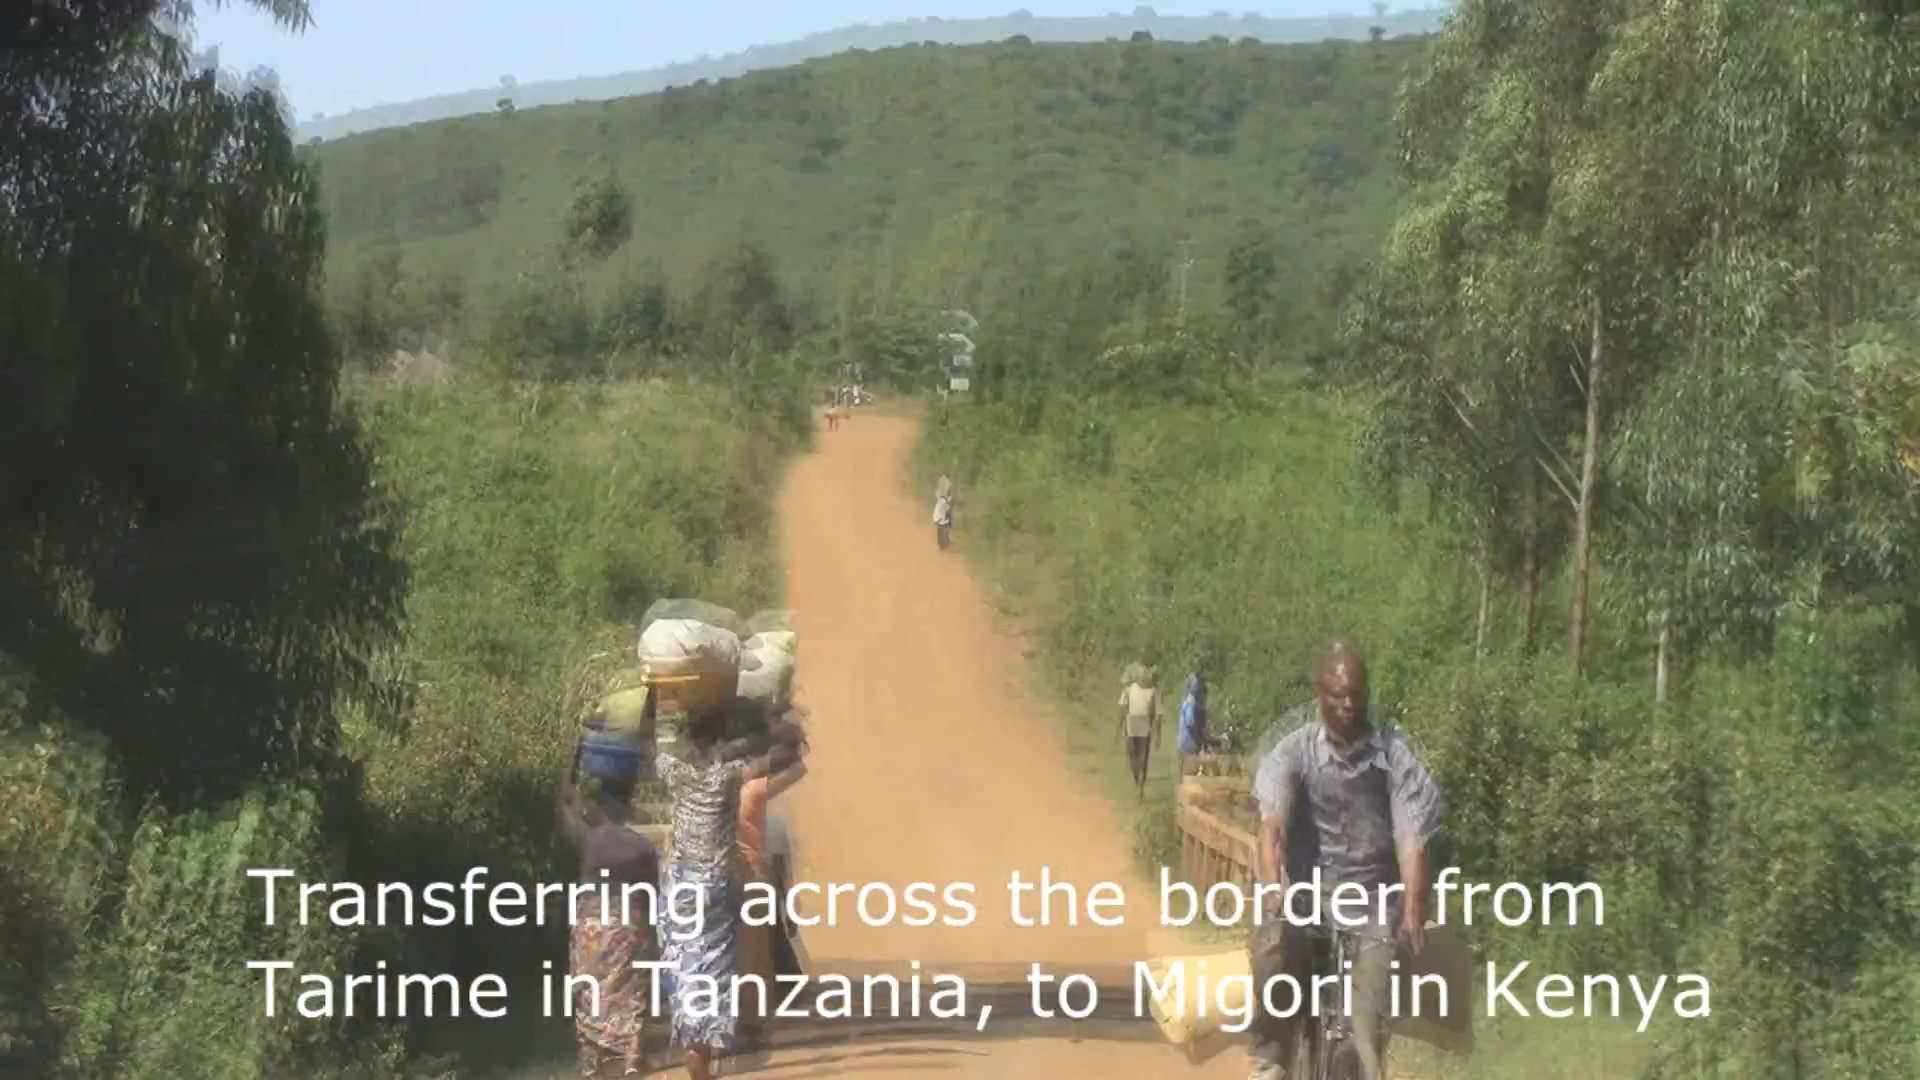 Transferring across the border from
Tarime in Tanzania, to Migori in Kenya